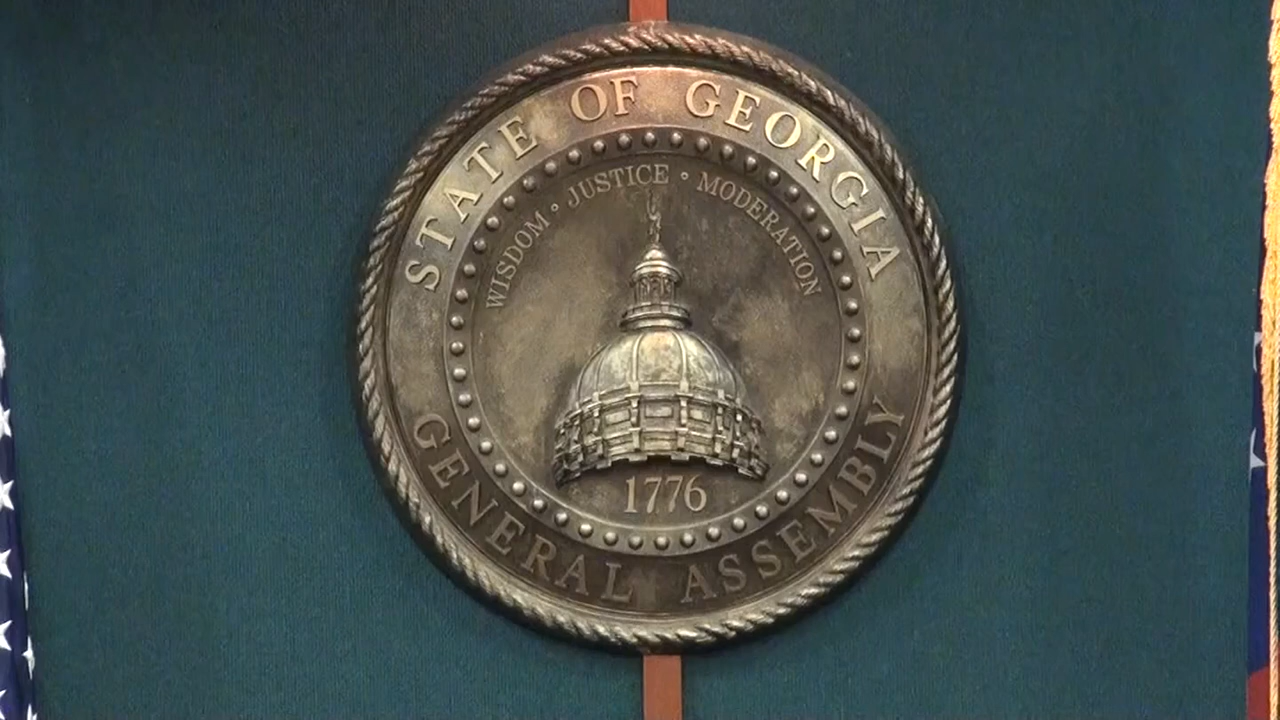 STATE OF GEORGIA
WISDOM • JUSTICE • MODERATION
1776
GENERAL ASSEMBLY